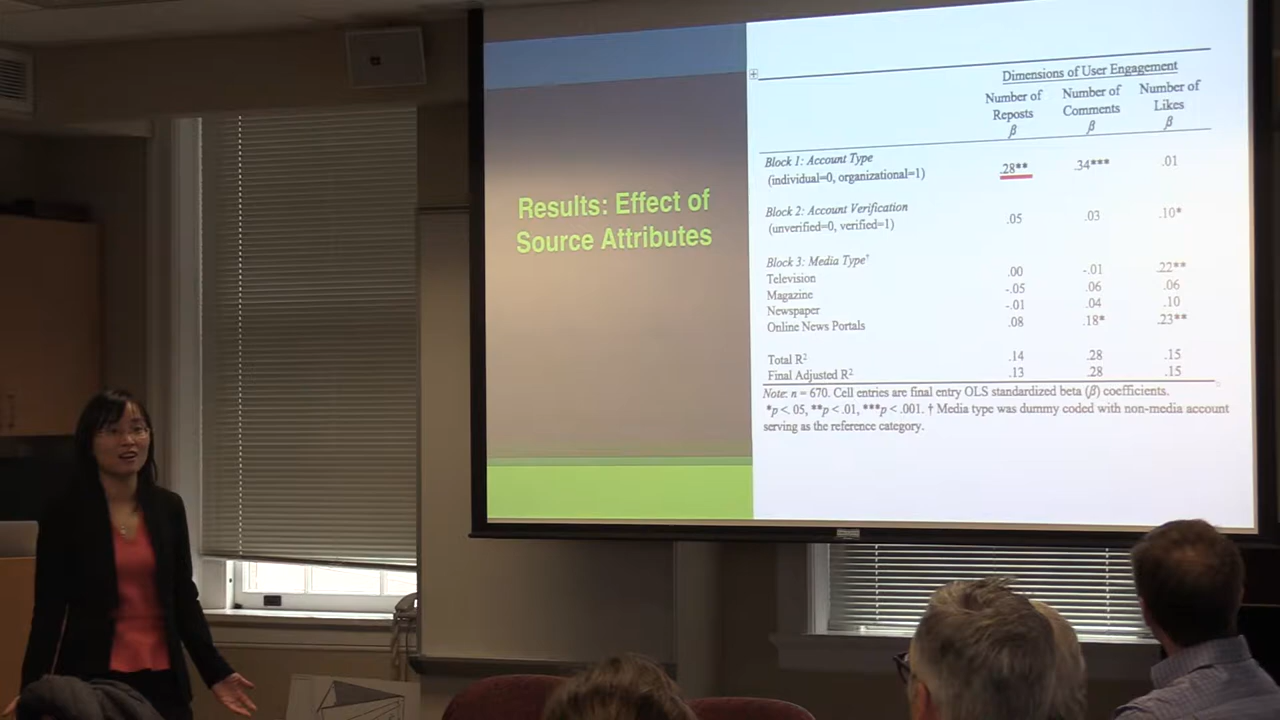 Results: Effect of
Source Attributes
Dimensions of User Engagement
Number of Reposts β Number of Comments β Number of Likes β
Block 1: Account Type
(individual=0, organizational=1) .28** .34*** .01
Block 2: Account Verification
(unverified=0, verified=1) .05 .03 .10*
Block 3: Media Type†
Television .00 -.01 .22**
Magazine -.05 .06 .06
Newspaper -.01 .04 .10
Online News Portals .08 .18* .23**
Total R² .14 .28 .15
Final Adjusted R² .13 .28 .15
Note: n = 670. Cell entries are final entry OLS standardized beta (β) coefficients.
*p < .05, **p < .01, ***p < .001. † Media type was dummy coded with non-media account
serving as the reference category.